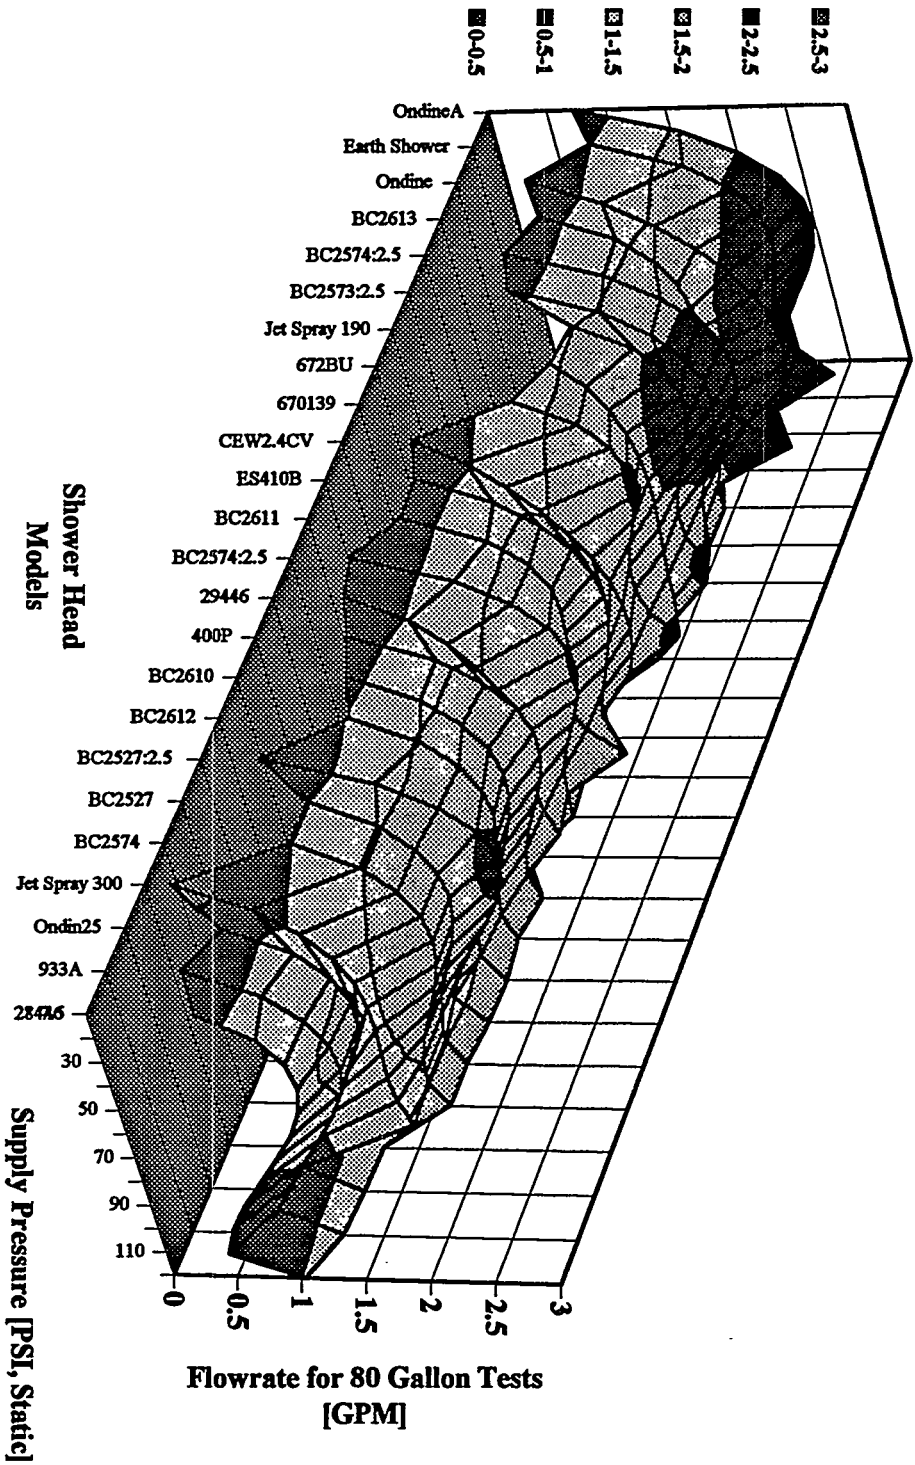 0-0.5
0.5-1
1-1.5
1.5-2
2-2.5
2.5-3
OndineA
Earth Shower
Ondine
BC2613
BC2574:2.5
BC2573:2.5
Jet Spray 190
672BU
670139
CEW2.4CV
ES410B
BC2611
BC2574:2.5
29446
400P
BC2610
BC2612
BC2527:2.5
BC2527
BC2574
Jet Spray 300
Ondin25
933A
30
50
70
90
110
Shower Head
Models
Supply Pressure [PSI, Static]
0
0.5
1
1.5
2
2.5
3
Flowrate for 80 Gallon Tests
[GPM]